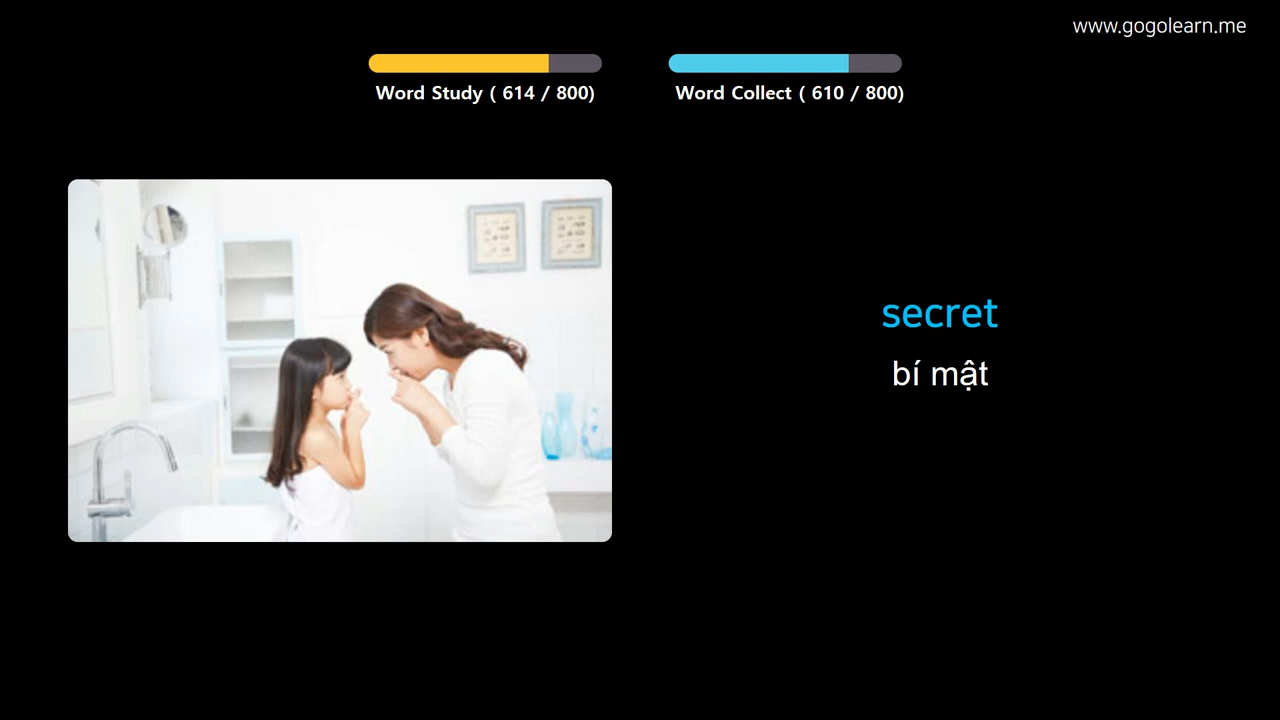 www.gogolearn.me
Word Study ( 614 / 800)
Word Collect ( 610 / 800)
secret
bí mật